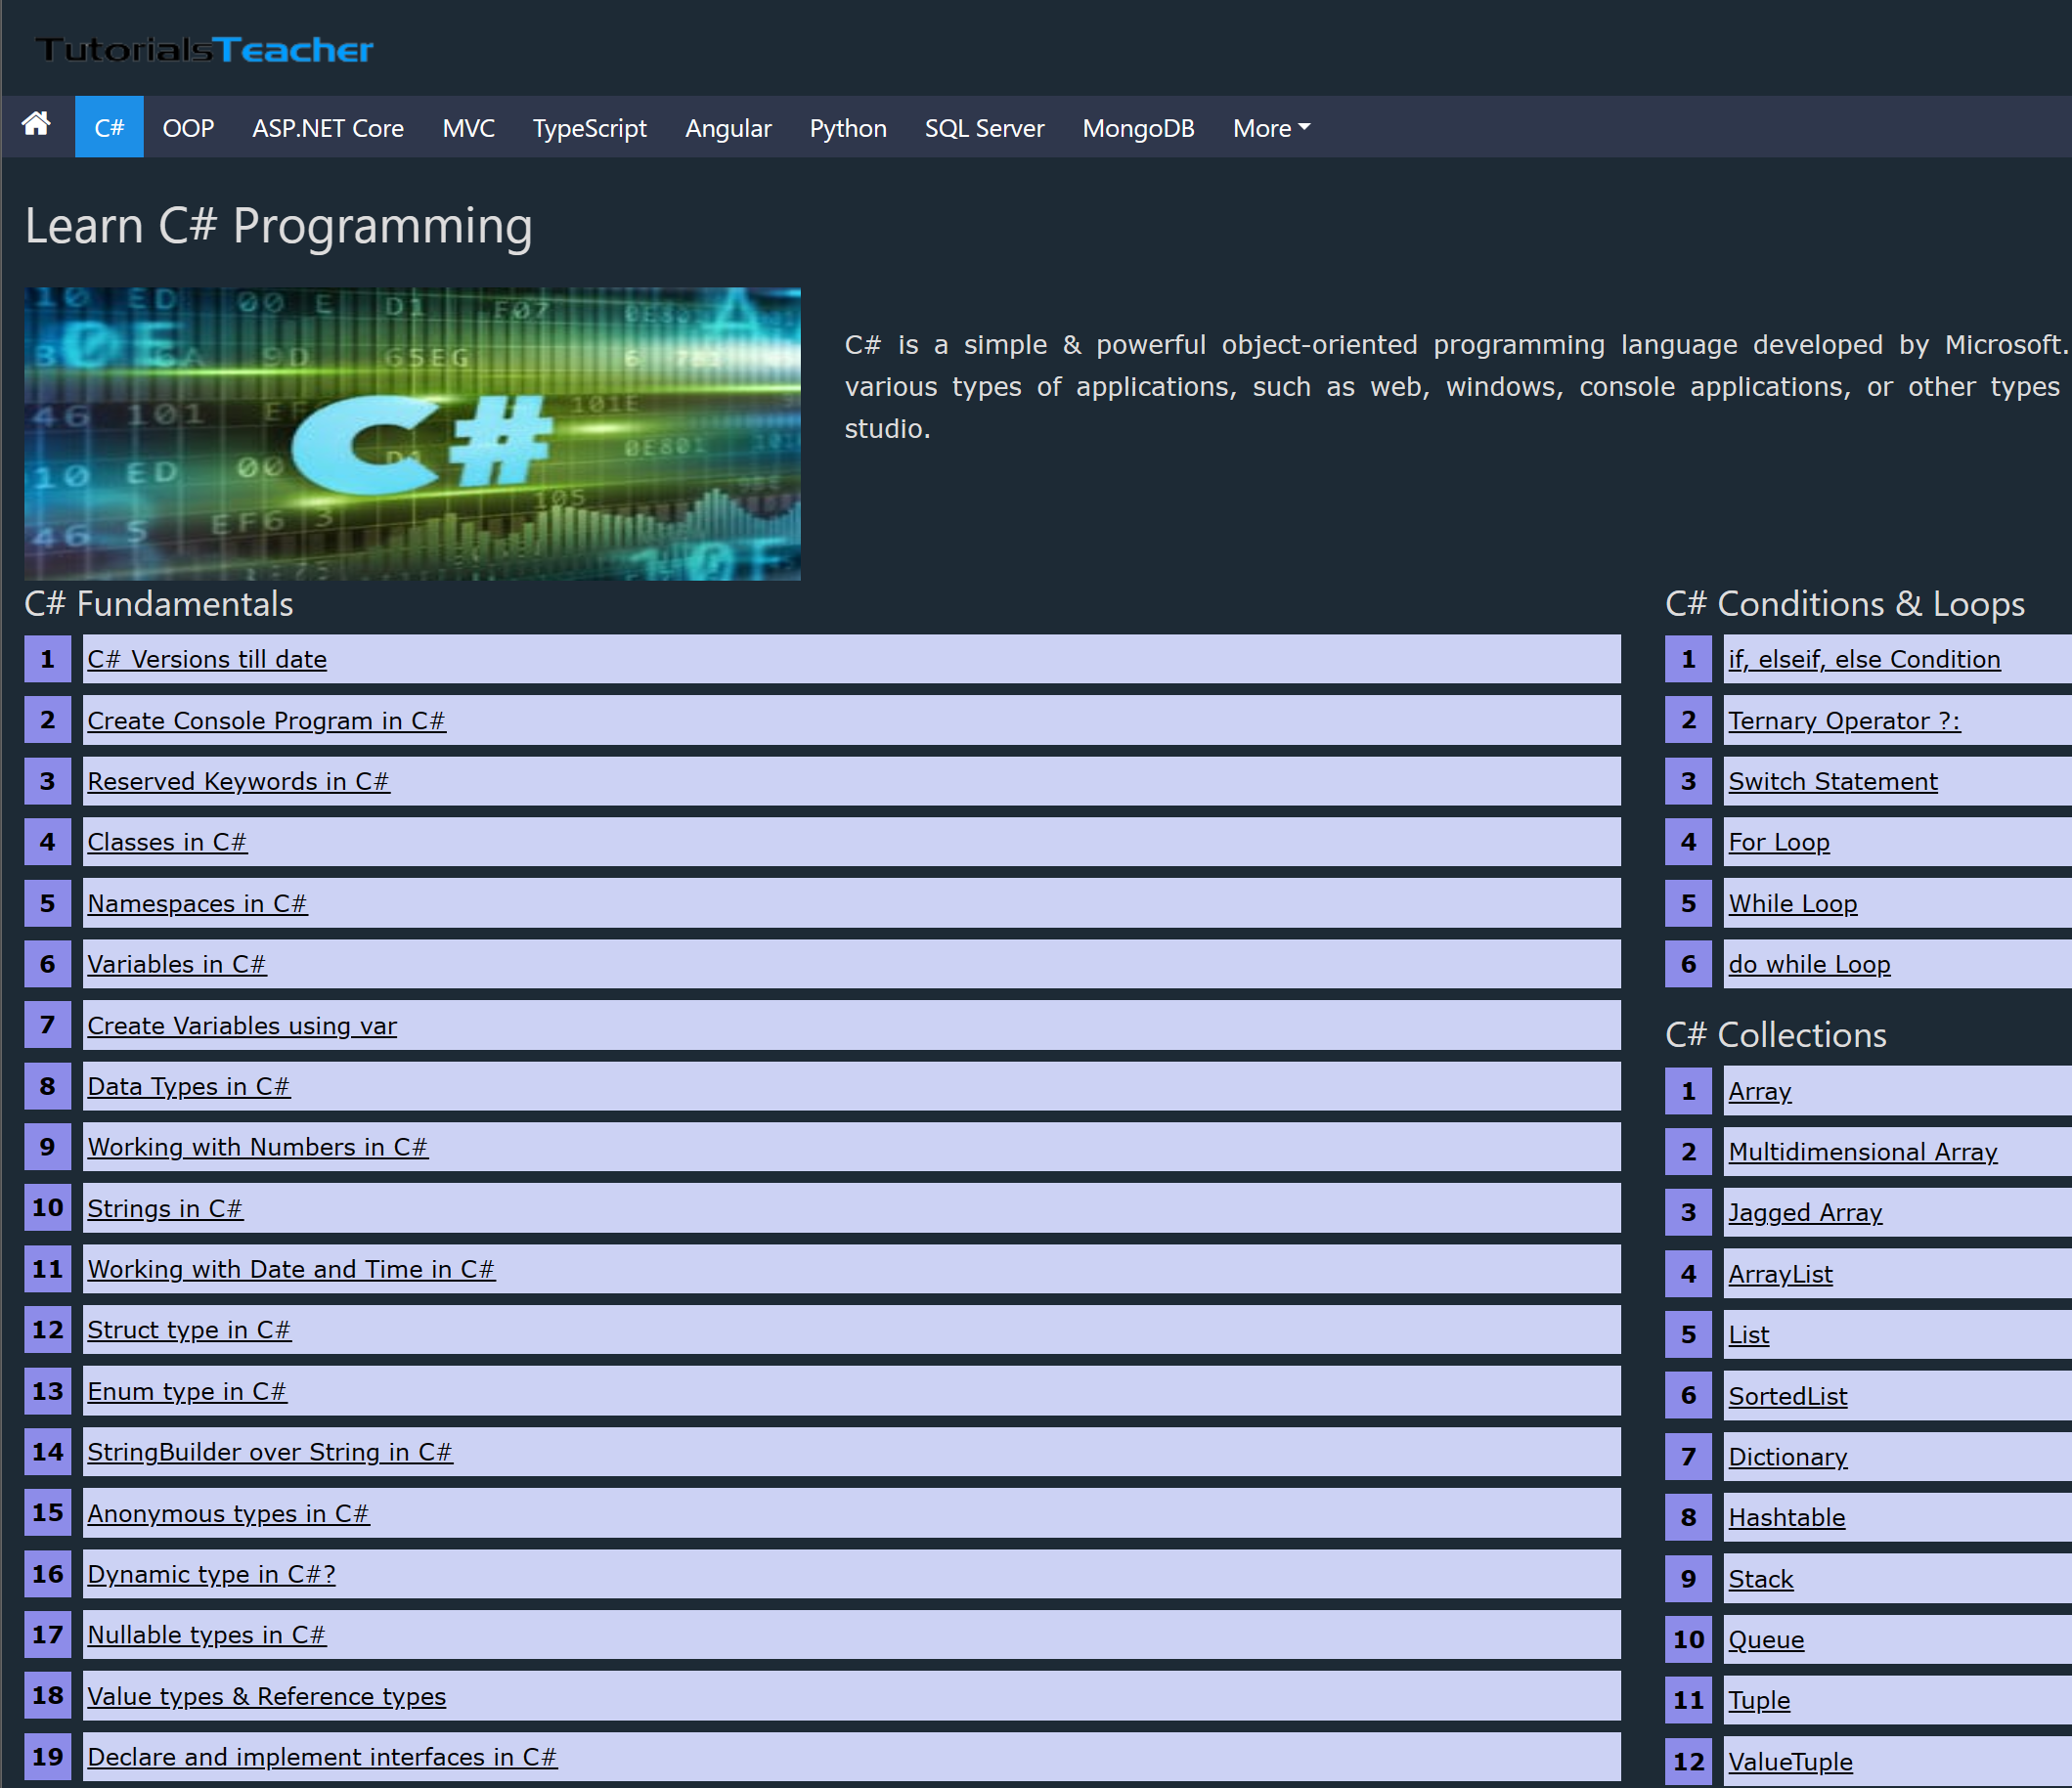 TutorialsTeacher
C# OOP ASP.NET Core MVC TypeScript Angular Python SQL Server MongoDB More
Learn C# Programming
C#
C# is a simple & powerful object-oriented programming language developed by Microsoft.
various types of applications, such as web, windows, console applications, or other types
studio.
C# Fundamentals
1 C# Versions till date
2 Create Console Program in C#
3 Reserved Keywords in C#
4 Classes in C#
5 Namespaces in C#
6 Variables in C#
7 Create Variables using var
8 Data Types in C#
9 Working with Numbers in C#
10 Strings in C#
11 Working with Date and Time in C#
12 Struct type in C#
13 Enum type in C#
14 StringBuilder over String in C#
15 Anonymous types in C#
16 Dynamic type in C#?
17 Nullable types in C#
18 Value types & Reference types
19 Declare and implement interfaces in C#
C# Conditions & Loops
1 if, elseif, else Condition
2 Ternary Operator ?:
3 Switch Statement
4 For Loop
5 While Loop
6 do while Loop
C# Collections
1 Array
2 Multidimensional Array
3 Jagged Array
4 ArrayList
5 List
6 SortedList
7 Dictionary
8 Hashtable
9 Stack
10 Queue
11 Tuple
12 ValueTuple